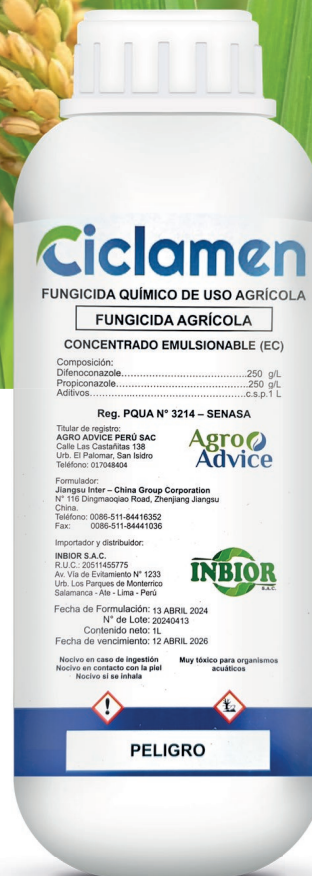 Ciclamen
FUNGICIDA QUÍMICO DE USO AGRÍCOLA
FUNGICIDA AGRÍCOLA
CONCENTRADO EMULSIONABLE (EC)
Composición:
Difenoconazole..............................250 g/L
Propiconazole................................250 g/L
Aditivos..........................................c.s.p.1 L
Reg. PQUA N° 3214 – SENASA
Titular de registro:
AGRO ADVICE PERÚ SAC
Calle Las Castañitas 138
Urb. El Palomar, San Isidro
Teléfono: 017048404
Agro
Advice
Formulador:
Jiangsu Inter – China Group Corporation
N° 116 Dingmaoqiao Road, Zhenjiang Jiangsu
China.
Teléfono: 0086-511-84416352
Fax: 0086-511-84441036
Importador y distribuidor:
INBIOR S.A.C.
R.U.C.: 20511455775
Av. Vía de Evitamiento N° 1233
Urb. Los Parques de Monterrico
Salamanca - Ate - Lima - Perú
INBIOR
S.A.C.
Fecha de Formulación: 13 ABRIL 2024
N° de Lote: 20240413
Contenido neto: 1L
Fecha de vencimiento: 12 ABRIL 2026
Nocivo en caso de ingestión
Nocivo en contacto con la piel
Nocivo si se inhala
Muy tóxico para organismos
acuáticos
PELIGRO